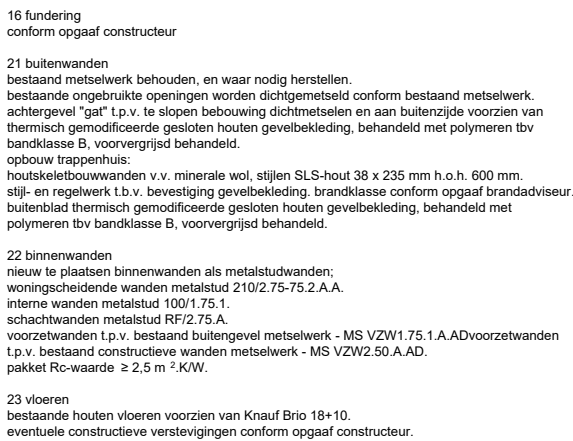 16 fundering
conform opgaaf constructeur

21 buitenwanden
bestaand metselwerk behouden, en waar nodig herstellen.
bestaande ongebruikte openingen worden dichtgemetseld conform bestaand metselwerk.
achtergevel "gat" t.p.v. te slopen bebouwing dichtmetselen en aan buitenzijde voorzien van
thermisch gemodificeerde gesloten houten gevelbekleding, behandeld met polymeren tbv
bandklasse B, voorvergrijsd behandeld.
opbouw trappenhuis:
houtskeletbouwwanden v.v. minerale wol, stijlen SLS-hout 38 x 235 mm h.o.h. 600 mm.
stijl- en regelwerk t.b.v. bevestiging gevelbekleding. brandklasse conform opgaaf brandadviseur.
buitenblad thermisch gemodificeerde gesloten houten gevelbekleding, behandeld met
polymeren tbv bandklasse B, voorvergrijsd behandeld.

22 binnenwanden
nieuw te plaatsen binnenwanden als metalstudwanden;
woningscheidende wanden metalstud 210/2.75-75.2.A.A.
interne wanden metalstud 100/1.75.1.
schachtwanden metalstud RF/2.75.A.
voorzetwanden t.p.v. bestaand buitengevel metselwerk - MS VZW1.75.1.A.ADvoorzetwanden
t.p.v. bestaand constructieve wanden metselwerk - MS VZW2.50.A.AD.
pakket Rc-waarde ≥ 2,5 m ².K/W.

23 vloeren
bestaande houten vloeren voorzien van Knauf Brio 18+10.
eventuele constructieve verstevigingen conform opgaaf constructeur.